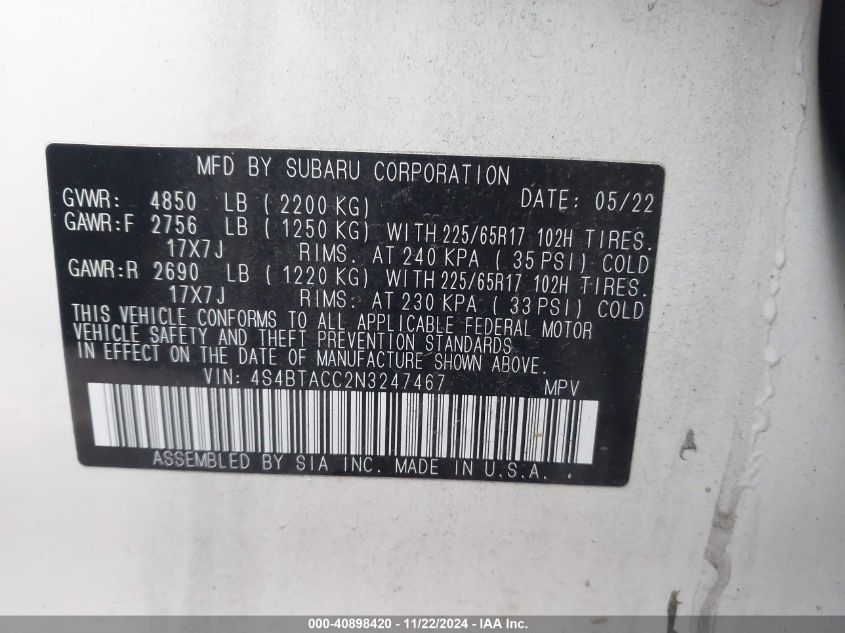 MFD BY SUBARU CORPORATION
GVWR: 4850 LB ( 2200 KG) DATE: 05/22
GAWR:F 2756 LB ( 1250 KG) WITH 225/65R17 102H TIRES.
17X7J RIMS. AT 240 KPA ( 35 PSI) COLD
GAWR:R 2690 LB ( 1220 KG) WITH 225/65R17 102H TIRES.
17X7J RIMS. AT 230 KPA ( 33 PSI) COLD
THIS VEHICLE CONFORMS TO ALL APPLICABLE FEDERAL MOTOR
VEHICLE SAFETY AND THEFT PREVENTION STANDARDS
IN EFFECT ON THE DATE OF MANUFACTURE SHOWN ABOVE.
VIN: 4S4BTACC2N3247467 MPV
ASSEMBLED BY SIA INC. MADE IN U.S.A.
000-40898420 - 11/22/2024 - IAA Inc.